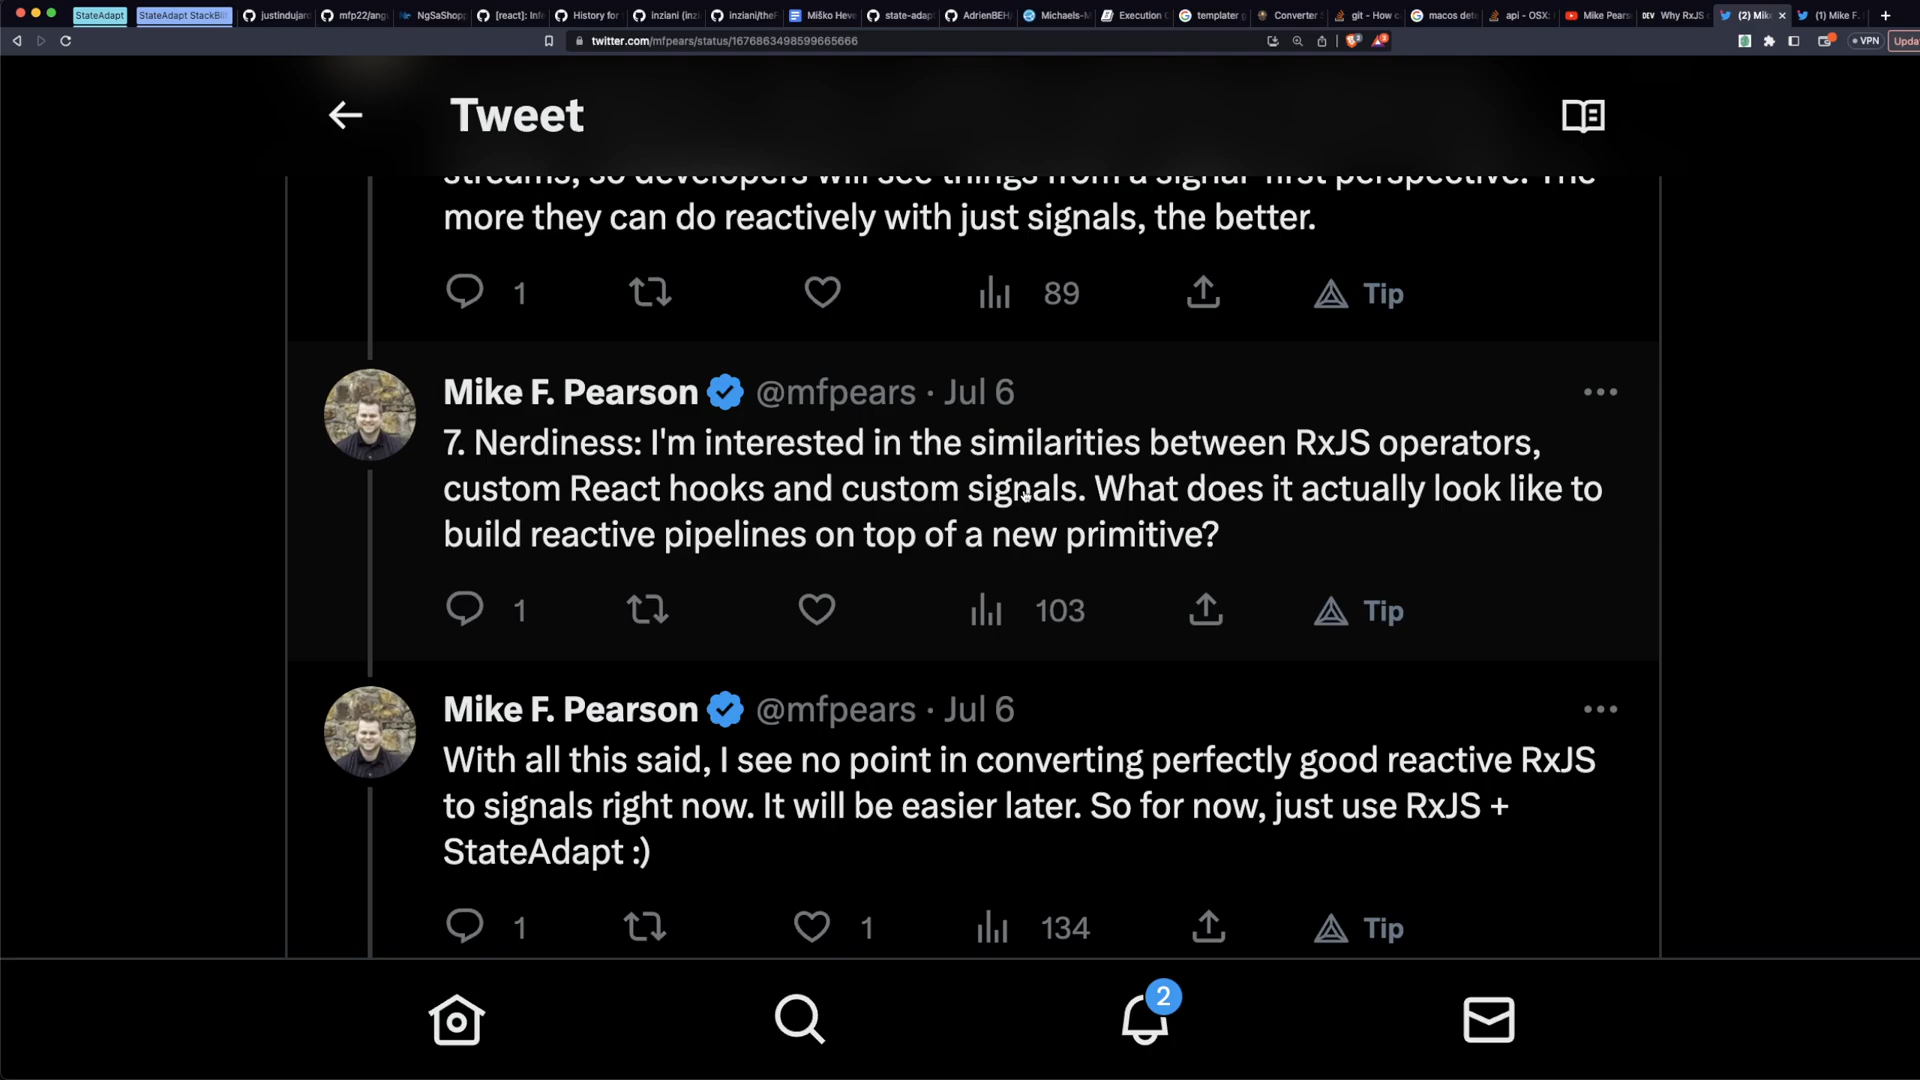 StateAdapt
StateAdapt StackBli
justindujar
mfp22/ang
NgSaShop
[react]: Inf
History for
inziani (inz
inziani/theF
Miško Heve
state-adap
AdrienBEH/
Michaels-M
Execution C
templater g
Converter S
git - How c
macos dete
api - OSX:
Mike Pears
Why RxJS
(2) Mik
(1) Mike F.
twitter.com/mfpears/status/1676863498599665666
VPN
Upda
Tweet
streams, so developers will see things from a signal-first perspective. The
more they can do reactively with just signals, the better.
1
89
Tip
Mike F. Pearson @mfpears · Jul 6
7. Nerdiness: I'm interested in the similarities between RxJS operators,
custom React hooks and custom signals. What does it actually look like to
build reactive pipelines on top of a new primitive?
1
103
Tip
Mike F. Pearson @mfpears · Jul 6
With all this said, I see no point in converting perfectly good reactive RxJS
to signals right now. It will be easier later. So for now, just use RxJS +
StateAdapt :)
1
1
134
Tip
2